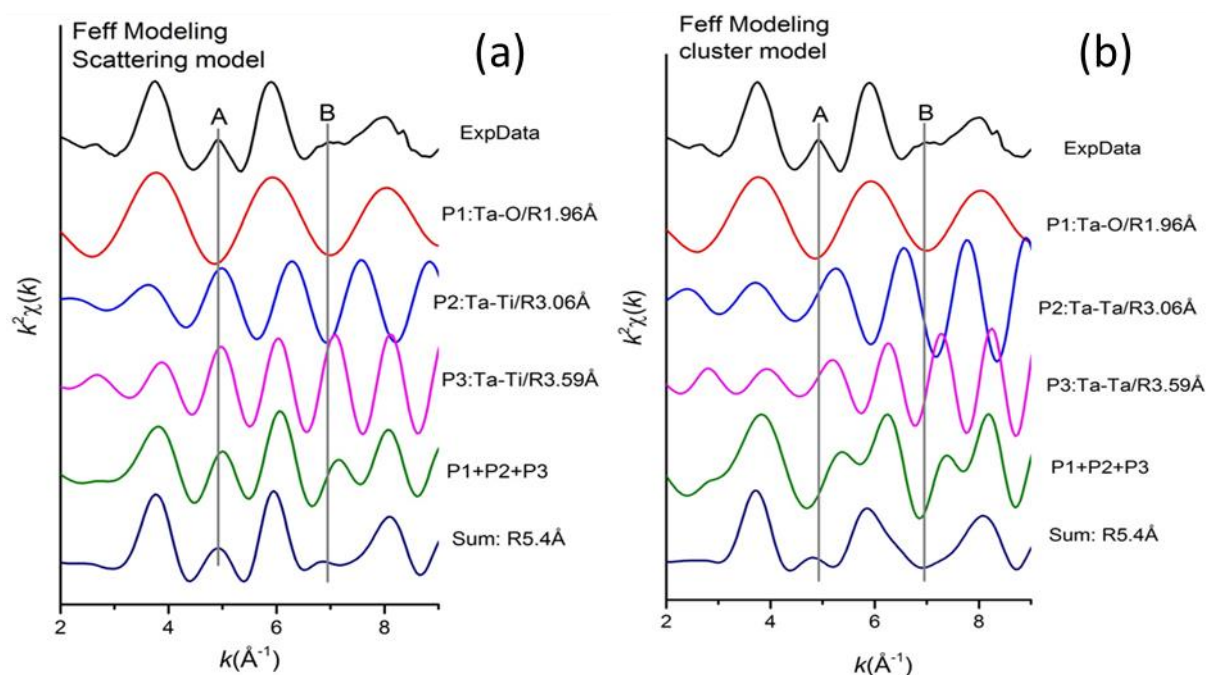 Feff Modeling
Scattering model
(a)
A
B
ExpData
P1:Ta-O/R1.96Å
P2:Ta-Ti/R3.06Å
P3:Ta-Ti/R3.59Å
P1+P2+P3
Sum: R5.4Å
k²χ(k)
2 4 6 8
k(Å⁻¹)
Feff Modeling
cluster model
(b)
A
B
ExpData
P1:Ta-O/R1.96Å
P2:Ta-Ta/R3.06Å
P3:Ta-Ta/R3.59Å
P1+P2+P3
Sum: R5.4Å
k²χ(k)
2 4 6 8
k(Å⁻¹)